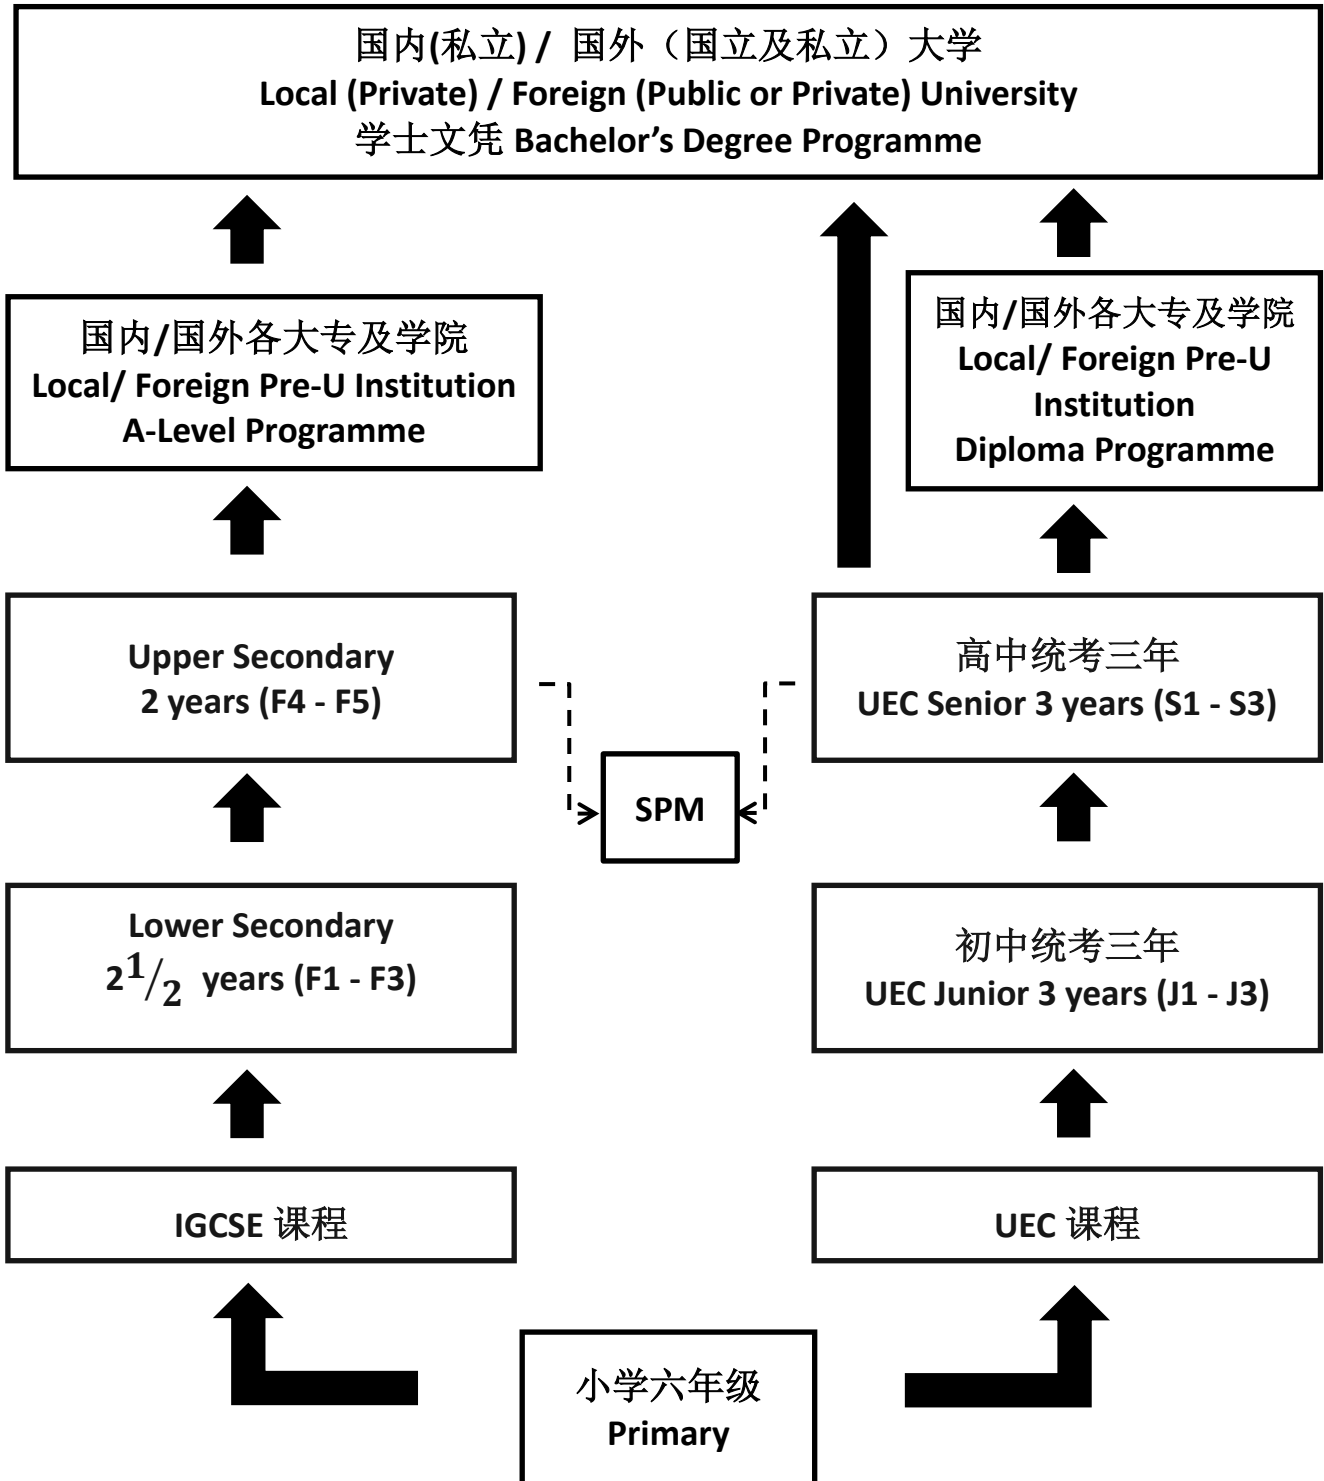 国内(私立) / 国外（国立及私立）大学
Local (Private) / Foreign (Public or Private) University
学士文凭 Bachelor’s Degree Programme
国内/国外各大专及学院
Local/ Foreign Pre-U Institution
A-Level Programme
国内/国外各大专及学院
Local/ Foreign Pre-U
Institution
Diploma Programme
Upper Secondary
2 years (F4 - F5)
高中统考三年
UEC Senior 3 years (S1 - S3)
SPM
Lower Secondary
2 1/2 years (F1 - F3)
初中统考三年
UEC Junior 3 years (J1 - J3)
IGCSE 课程
UEC 课程
小学六年级
Primary